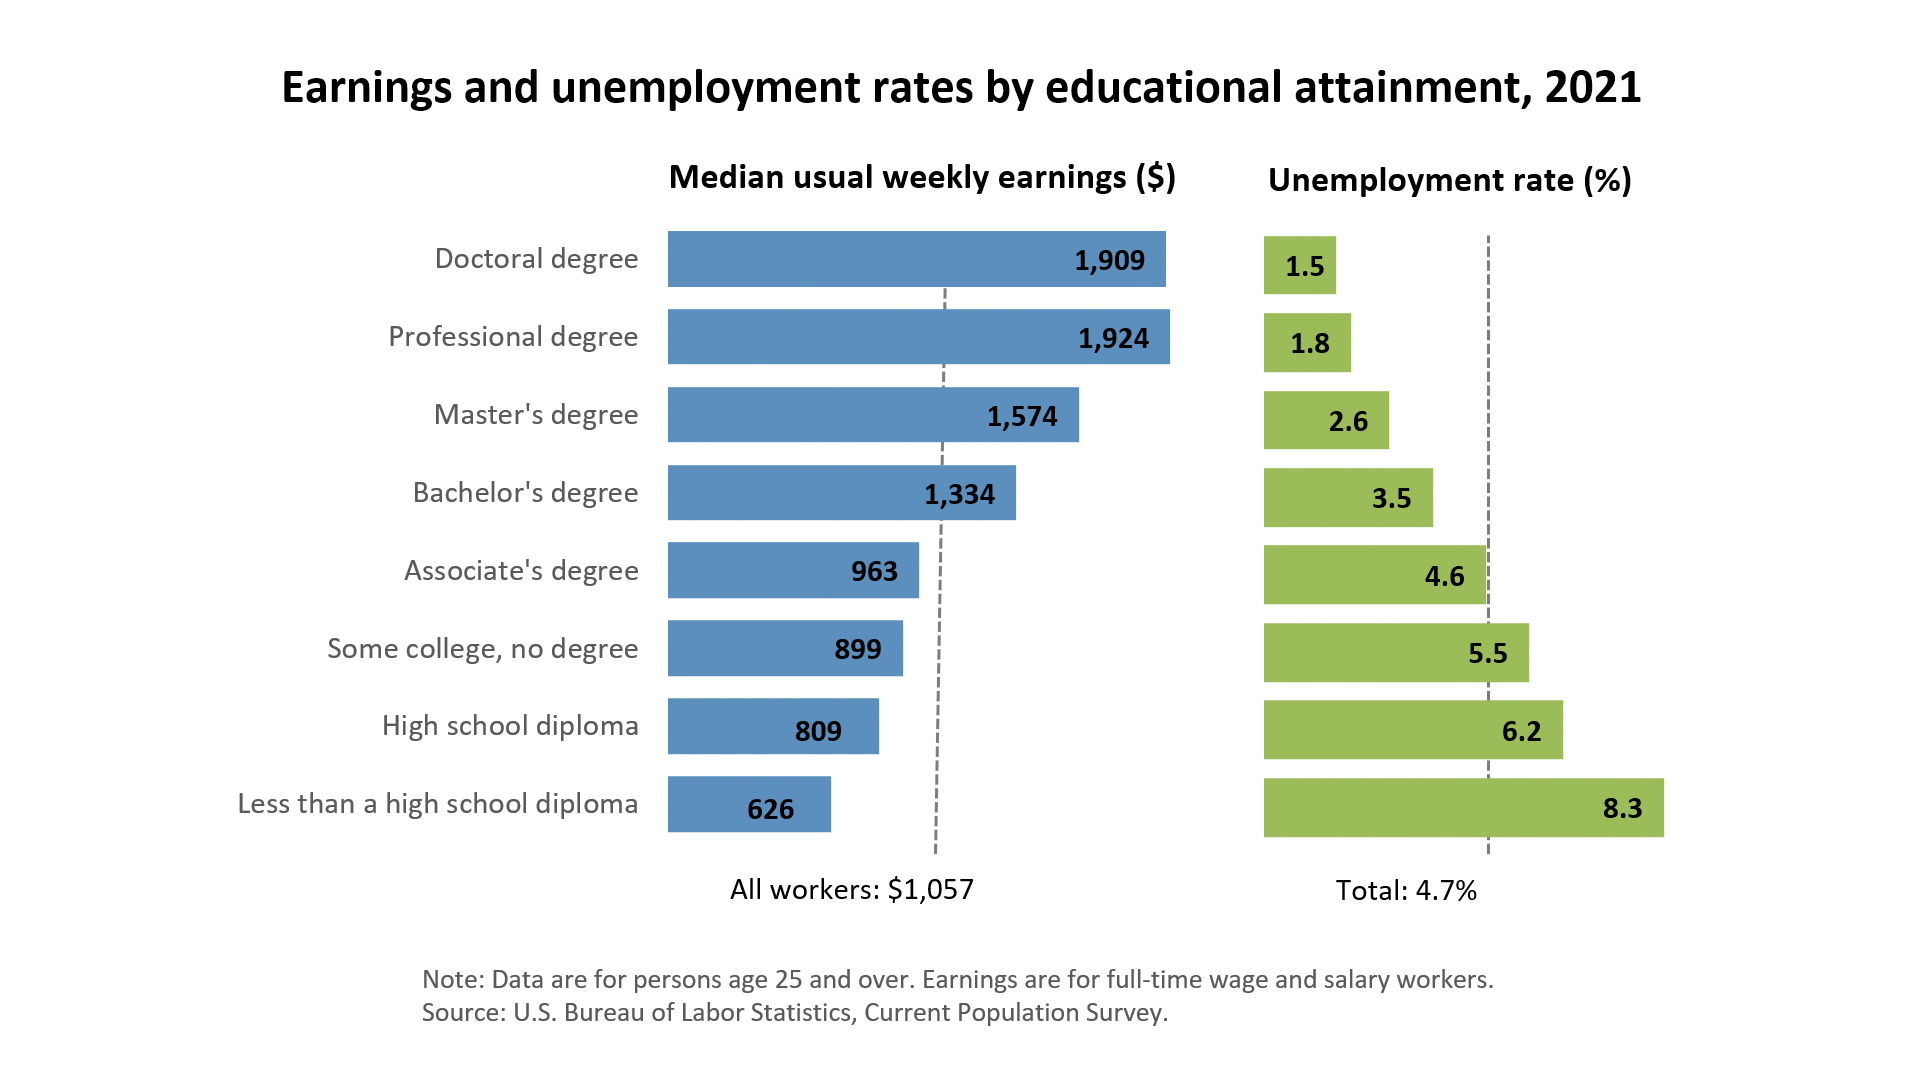 Earnings and unemployment rates by educational attainment, 2021
Median usual weekly earnings ($)
Unemployment rate (%)
Doctoral degree 1,909 1.5
Professional degree 1,924 1.8
Master's degree 1,574 2.6
Bachelor's degree 1,334 3.5
Associate's degree 963 4.6
Some college, no degree 899 5.5
High school diploma 809 6.2
Less than a high school diploma 626 8.3
All workers: $1,057
Total: 4.7%
Note: Data are for persons age 25 and over. Earnings are for full-time wage and salary workers.
Source: U.S. Bureau of Labor Statistics, Current Population Survey.